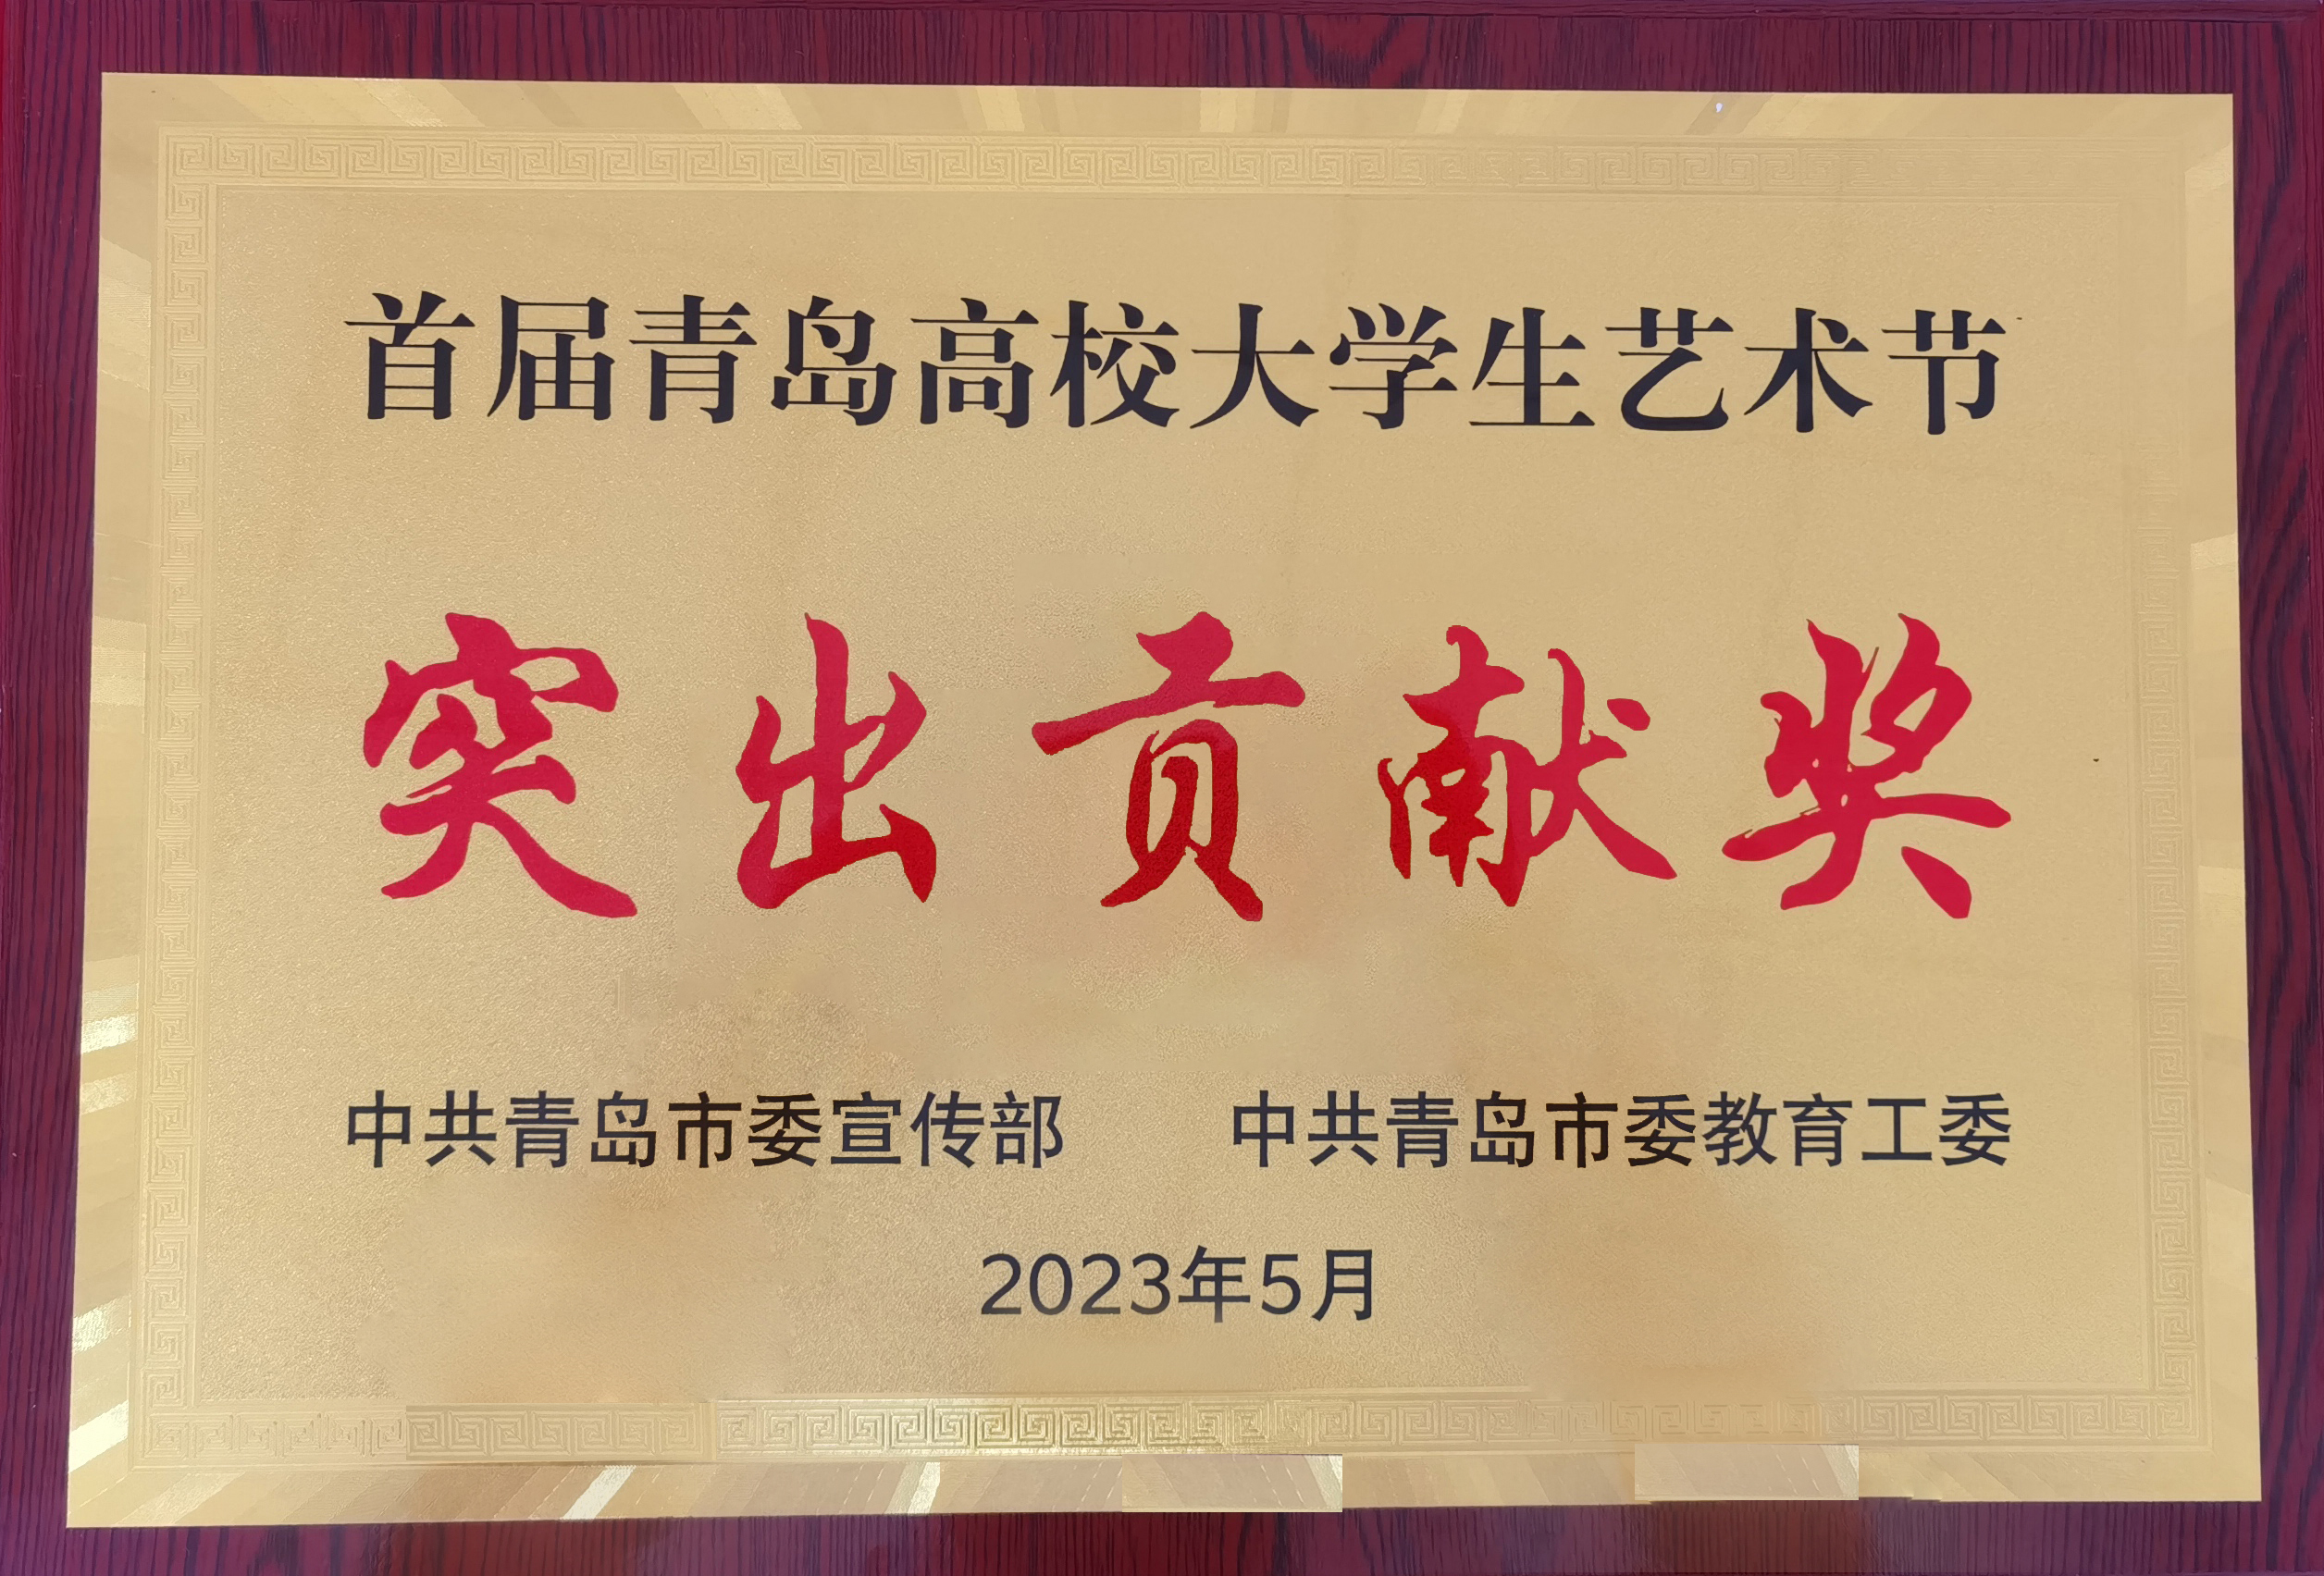 首届青岛高校大学生艺术节
突出贡献奖
中共青岛市委宣传部 中共青岛市委教育工委
2023年5月